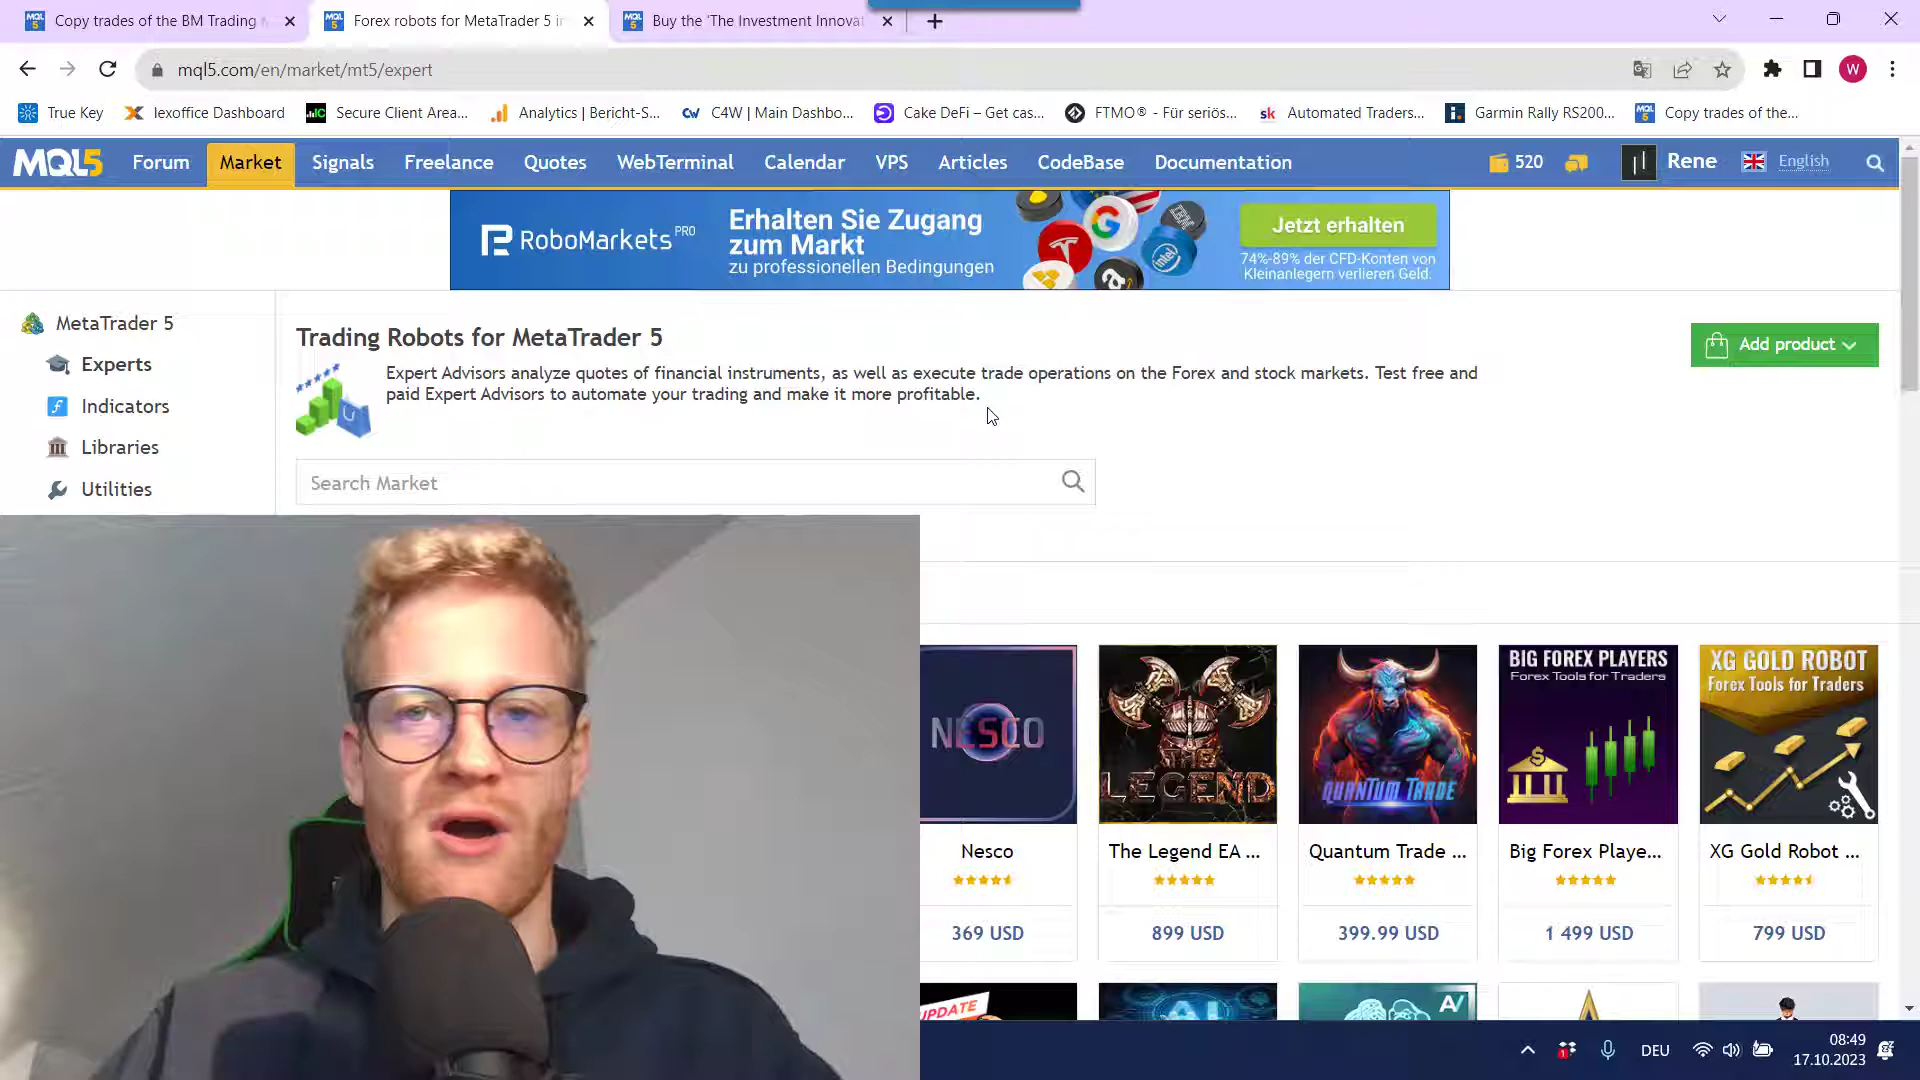 Copy trades of the BM Trading
Forex robots for MetaTrader 5 i
Buy the 'The Investment Innova
mql5.com/en/market/mt5/expert
W
True Key
lexoffice Dashboard
Secure Client Area...
Analytics | Bericht-S...
C4W | Main Dashbo...
Cake DeFi – Get cas...
FTMO® - Für seriös...
sk Automated Traders...
Garmin Rally RS200...
Copy trades of the...
MQL5
Forum
Market
Signals
Freelance
Quotes
WebTerminal
Calendar
VPS
Articles
CodeBase
Documentation
520
Rene
English
RoboMarkets PRO
Erhalten Sie Zugang
zum Markt
zu professionellen Bedingungen
Jetzt erhalten
74%-89% der CFD-Konten von
Kleinanlegern verlieren Geld.
MetaTrader 5
Experts
Indicators
Libraries
Utilities
Trading Robots for MetaTrader 5
Add product
Expert Advisors analyze quotes of financial instruments, as well as execute trade operations on the Forex and stock markets. Test free and
paid Expert Advisors to automate your trading and make it more profitable.
Search Market
NESCO
THE
LEGEND
QUANTUM TRADE
BIG FOREX PLAYERS
Forex Tools for Traders
XG GOLD ROBOT
Forex Tools for Traders
Nesco
The Legend EA ...
Quantum Trade ...
Big Forex Playe...
XG Gold Robot ...
369 USD
899 USD
399.99 USD
1 499 USD
799 USD
UPDATE
AI
DEU
08:49
17.10.2023